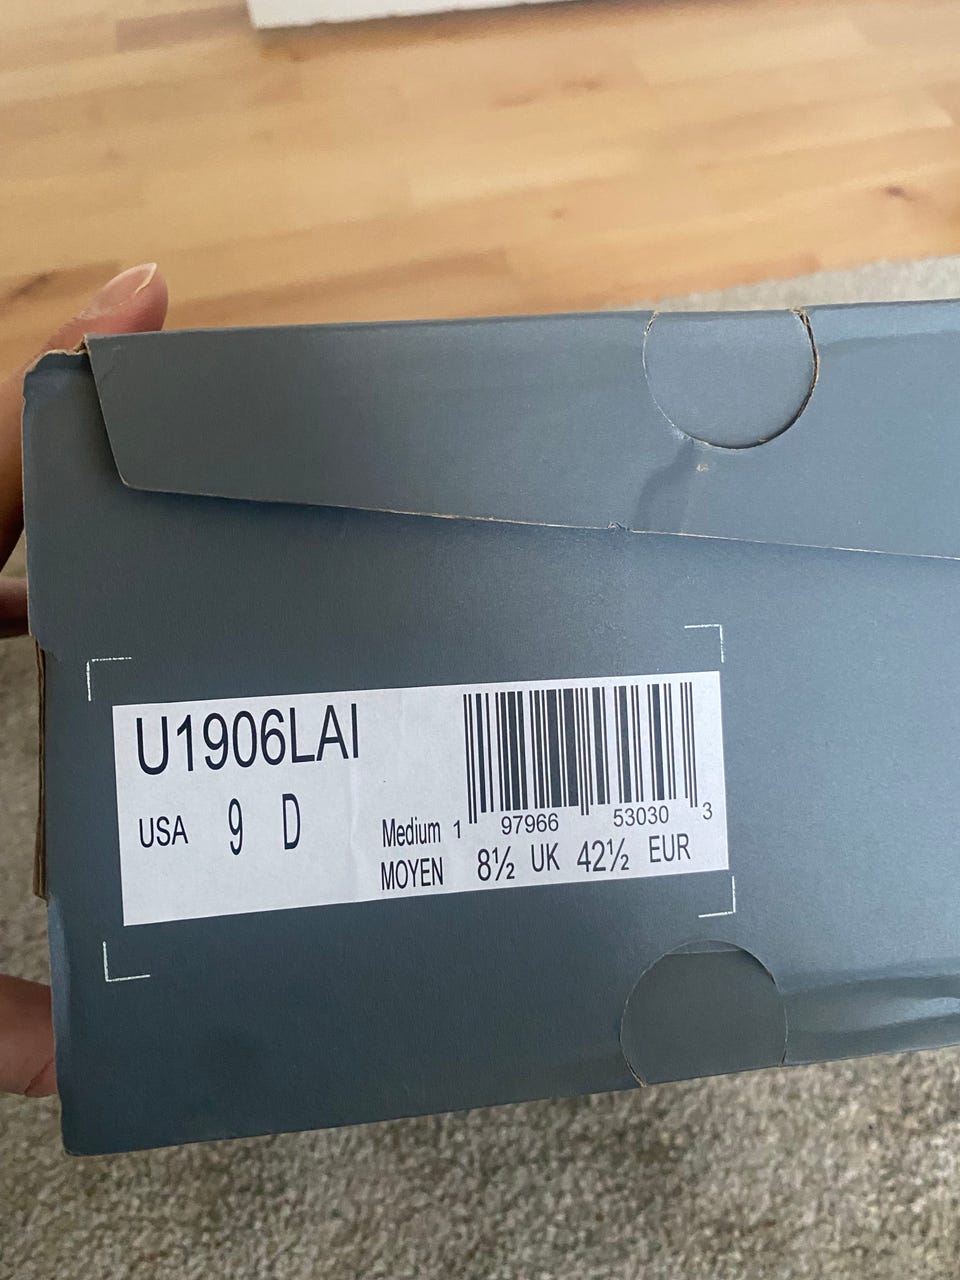 U1906LAI
USA 9 D
Medium
MOYEN
1 97966 53030 3
8½ UK 42½ EUR